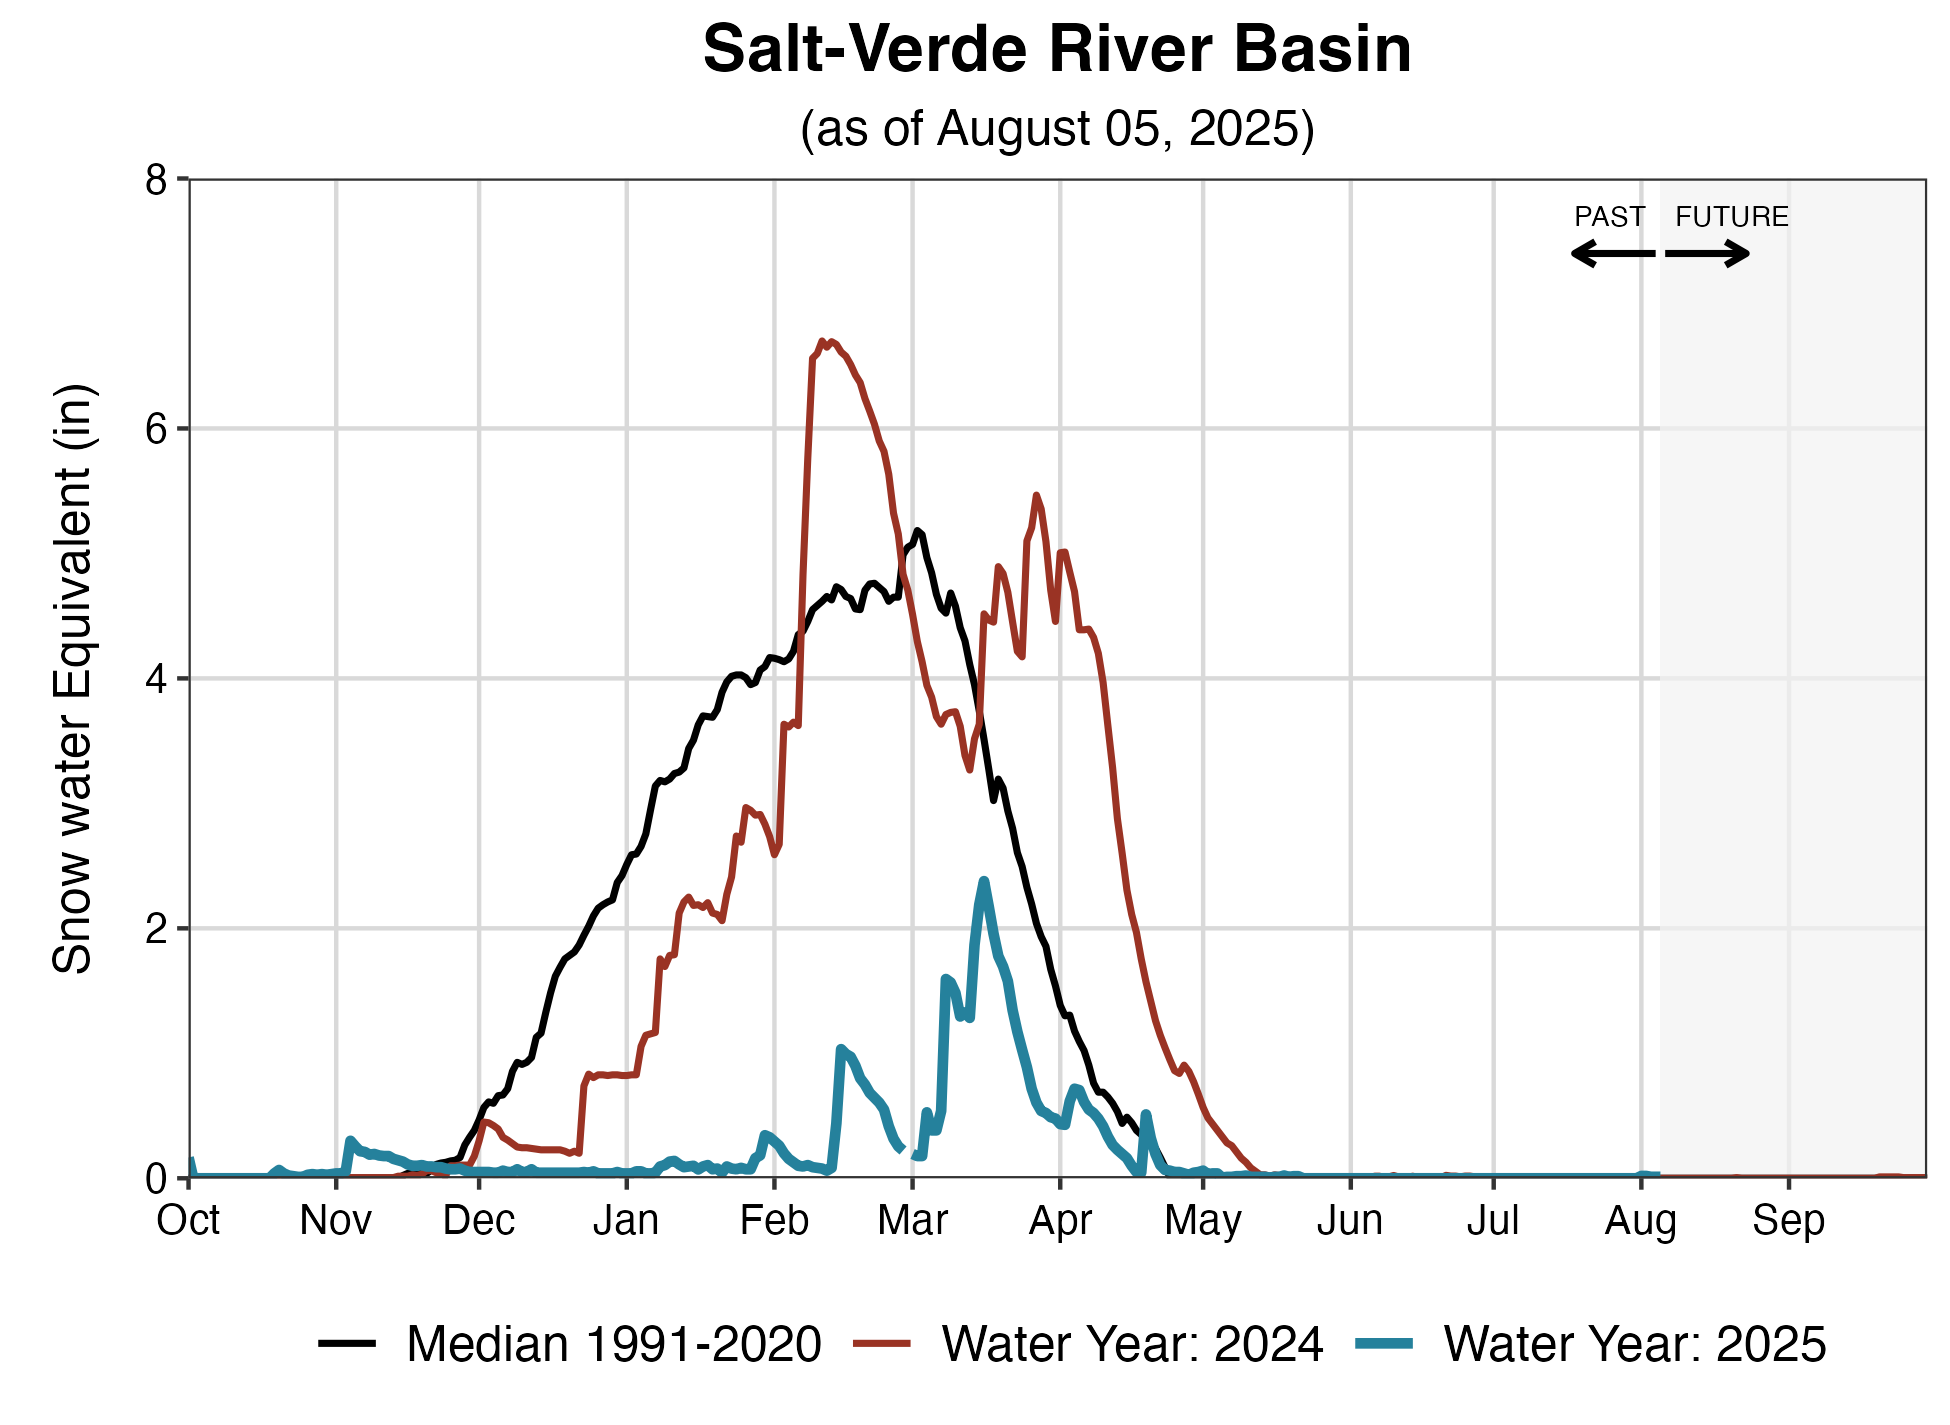 Salt-Verde River Basin
(as of August 05, 2025)
PAST FUTURE
Snow water Equivalent (in)
8
6
4
2
0
Oct Nov Dec Jan Feb Mar Apr May Jun Jul Aug Sep
Median 1991-2020 Water Year: 2024 Water Year: 2025